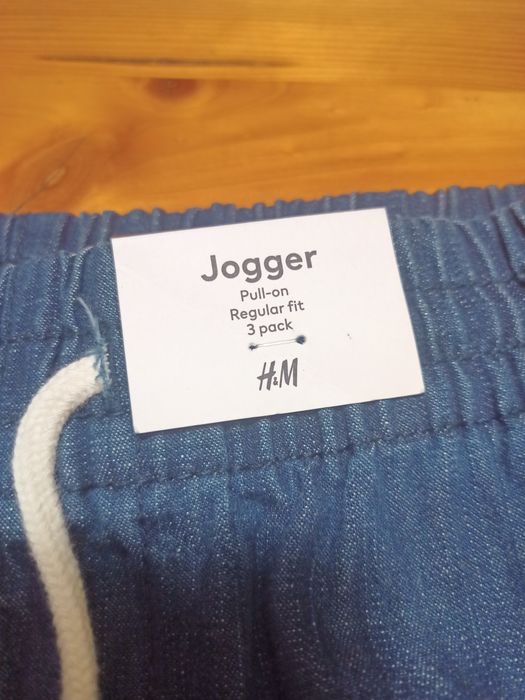 Jogger
Pull-on
Regular fit
3 pack
H&M